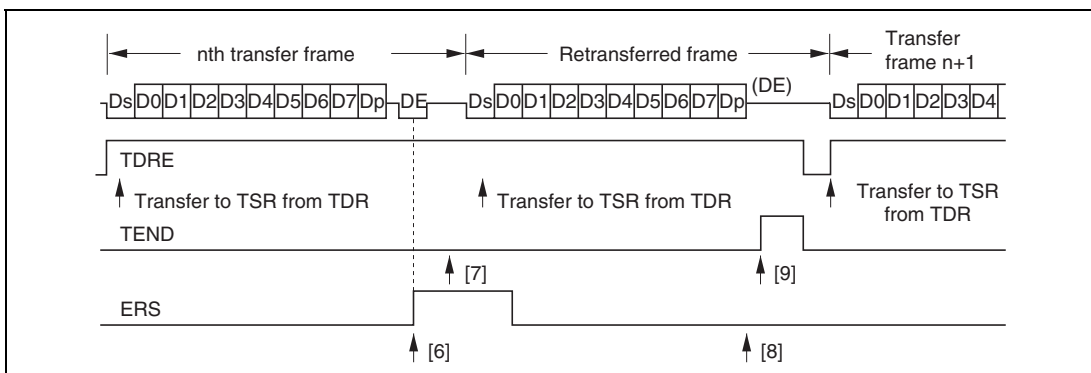 nth transfer frame
Retransferred frame
Transfer
frame n+1
Ds D0 D1 D2 D3 D4 D5 D6 D7 Dp DE Ds D0 D1 D2 D3 D4 D5 D6 D7 Dp (DE) Ds D0 D1 D2 D3 D4
TDRE
Transfer to TSR from TDR
Transfer to TSR from TDR
Transfer to TSR
from TDR
TEND
[7]
[9]
ERS
[6]
[8]